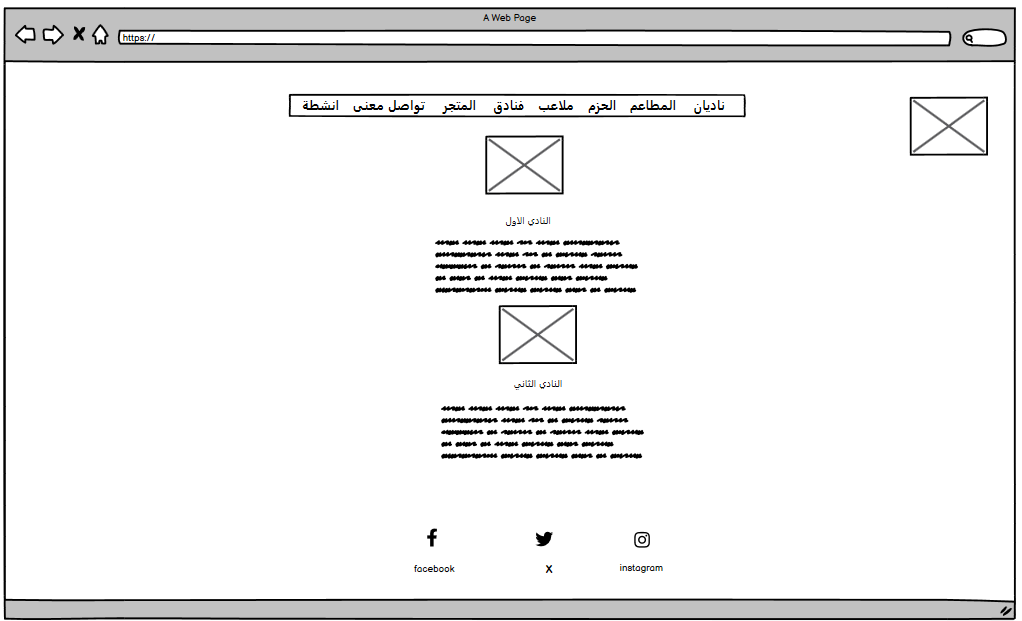 A Web Page
https://
ناديان المطاعم الحزم ملاعب فنادق المتجر تواصل معنى انشطة
النادي الاول
النادي الثاني
facebook X instagram